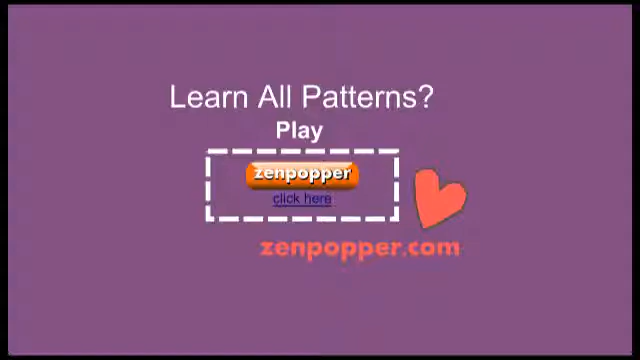 Learn All Patterns?
Play
zenpopper
click here
zenpopper.com